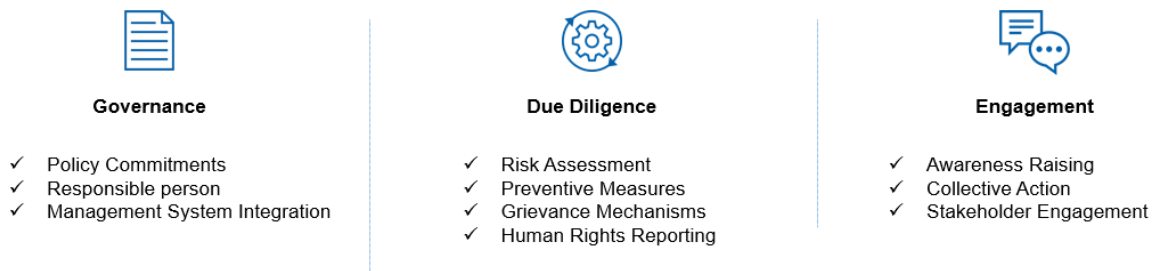 Governance
✓ Policy Commitments
✓ Responsible person
✓ Management System Integration
Due Diligence
✓ Risk Assessment
✓ Preventive Measures
✓ Grievance Mechanisms
✓ Human Rights Reporting
Engagement
✓ Awareness Raising
✓ Collective Action
✓ Stakeholder Engagement